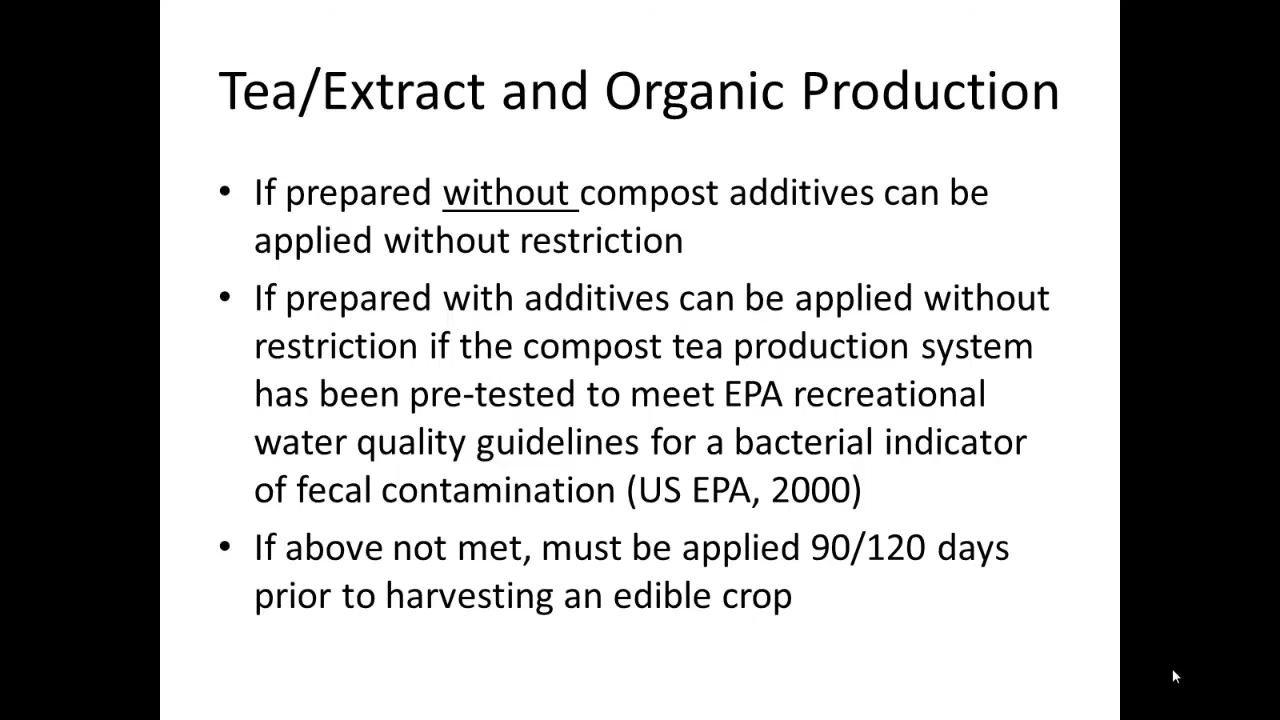 Tea/Extract and Organic Production
• If prepared without compost additives can be
applied without restriction
• If prepared with additives can be applied without
restriction if the compost tea production system
has been pre-tested to meet EPA recreational
water quality guidelines for a bacterial indicator
of fecal contamination (US EPA, 2000)
• If above not met, must be applied 90/120 days
prior to harvesting an edible crop